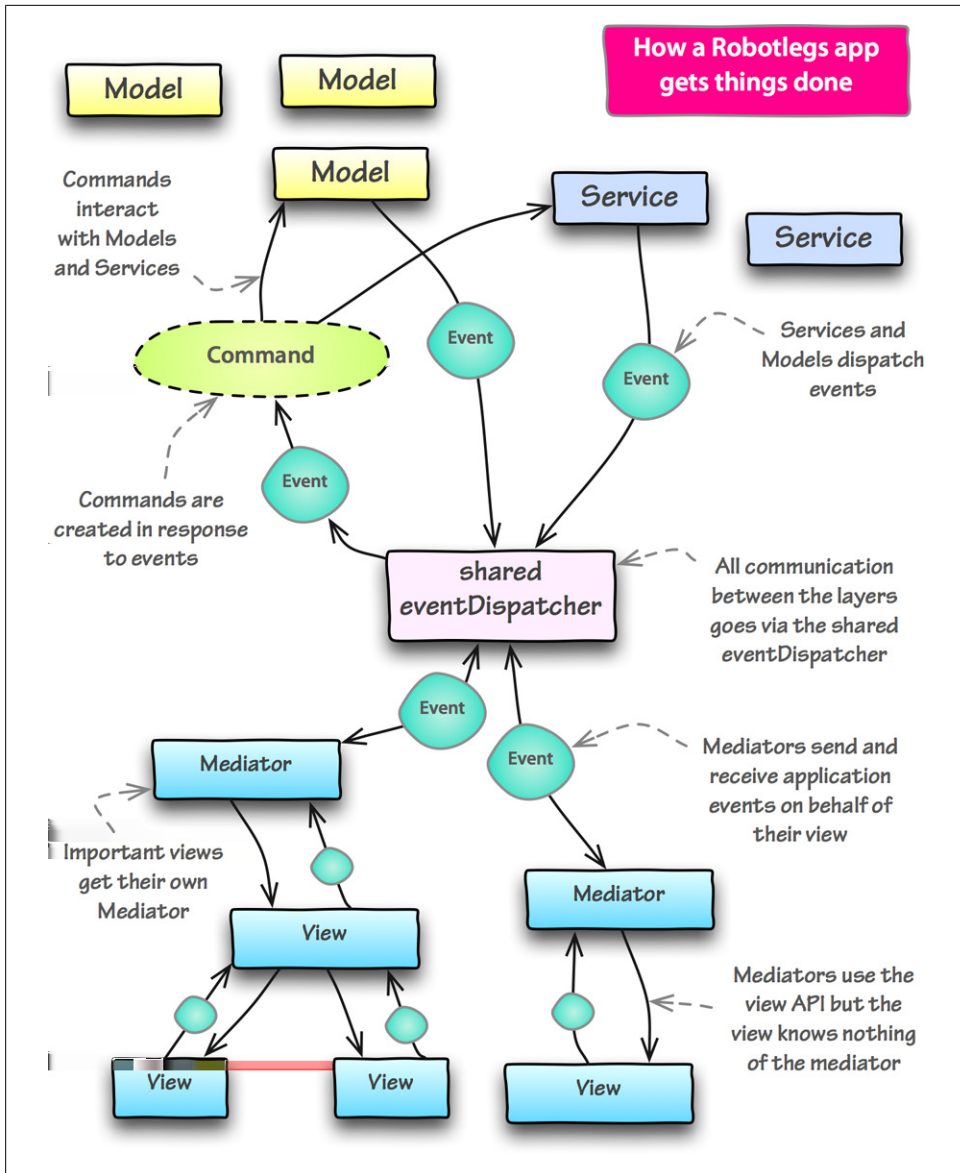 How a Robotlegs app
gets things done
Model
Model
Model
Service
Service
Commands
interact
with Models
and Services
Command
Event
Event
Services and
Models dispatch
events
Event
Commands are
created in response
to events
shared
eventDispatcher
All communication
between the layers
goes via the shared
eventDispatcher
Event
Event
Mediators send and
receive application
events on behalf of
their view
Mediator
Important views
get their own
Mediator
Mediator
View
Mediators use the
view API but the
view knows nothing
of the mediator
View
View
View